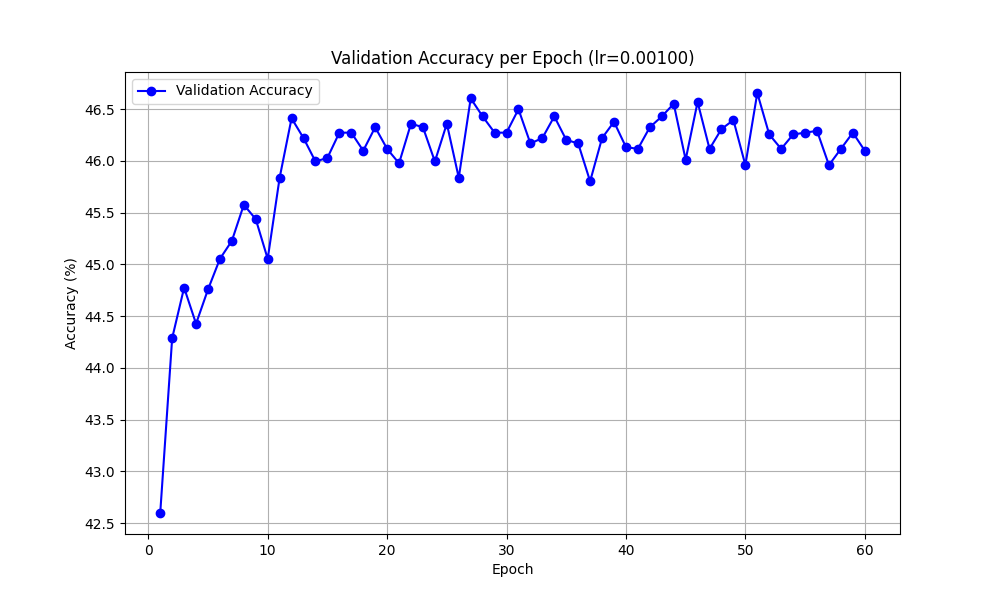 Validation Accuracy per Epoch (lr=0.00100)
Validation Accuracy
46.5
46.0
45.5
45.0
44.5
44.0
43.5
43.0
42.5
Accuracy (%)
0 10 20 30 40 50 60
Epoch